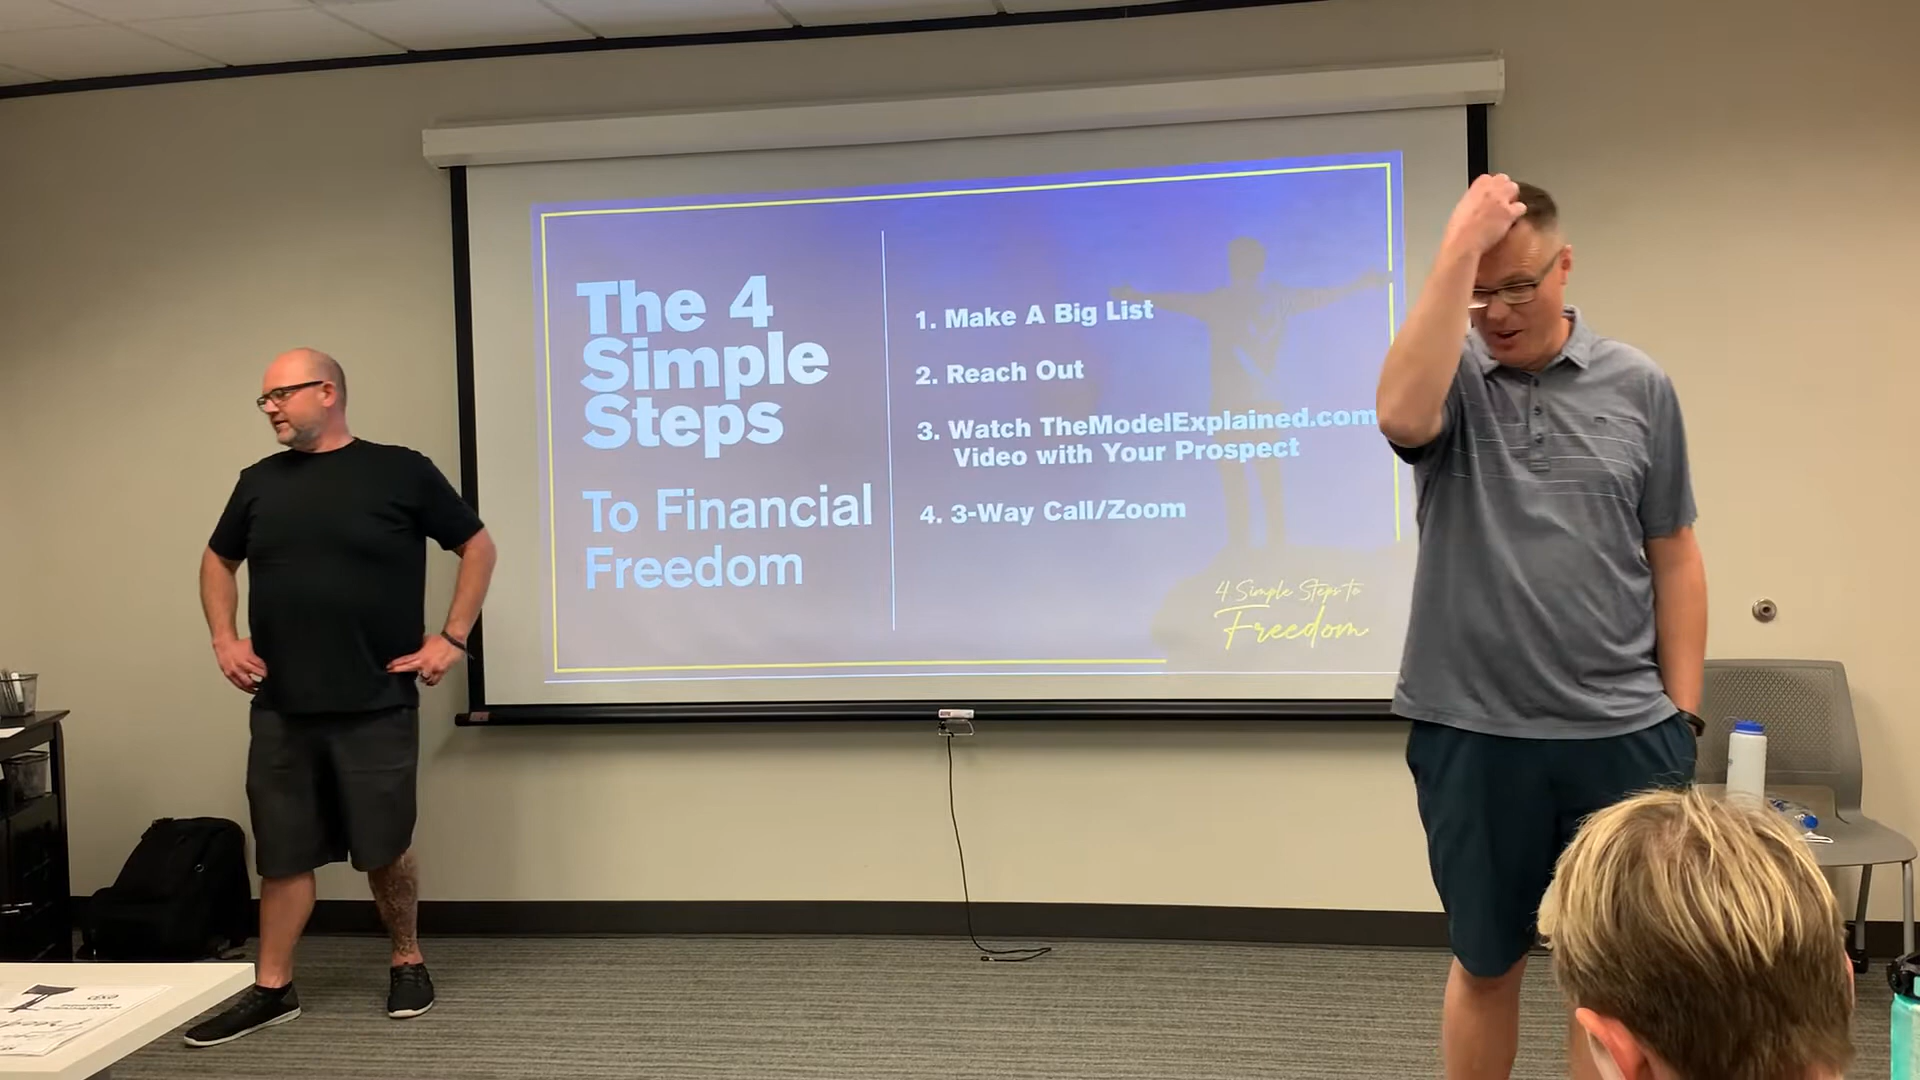 The 4
Simple
Steps
To Financial
Freedom
1. Make A Big List
2. Reach Out
3. Watch TheModelExplained.com
Video with Your Prospect
4. 3-Way Call/Zoom
4 Simple Steps to
Freedom